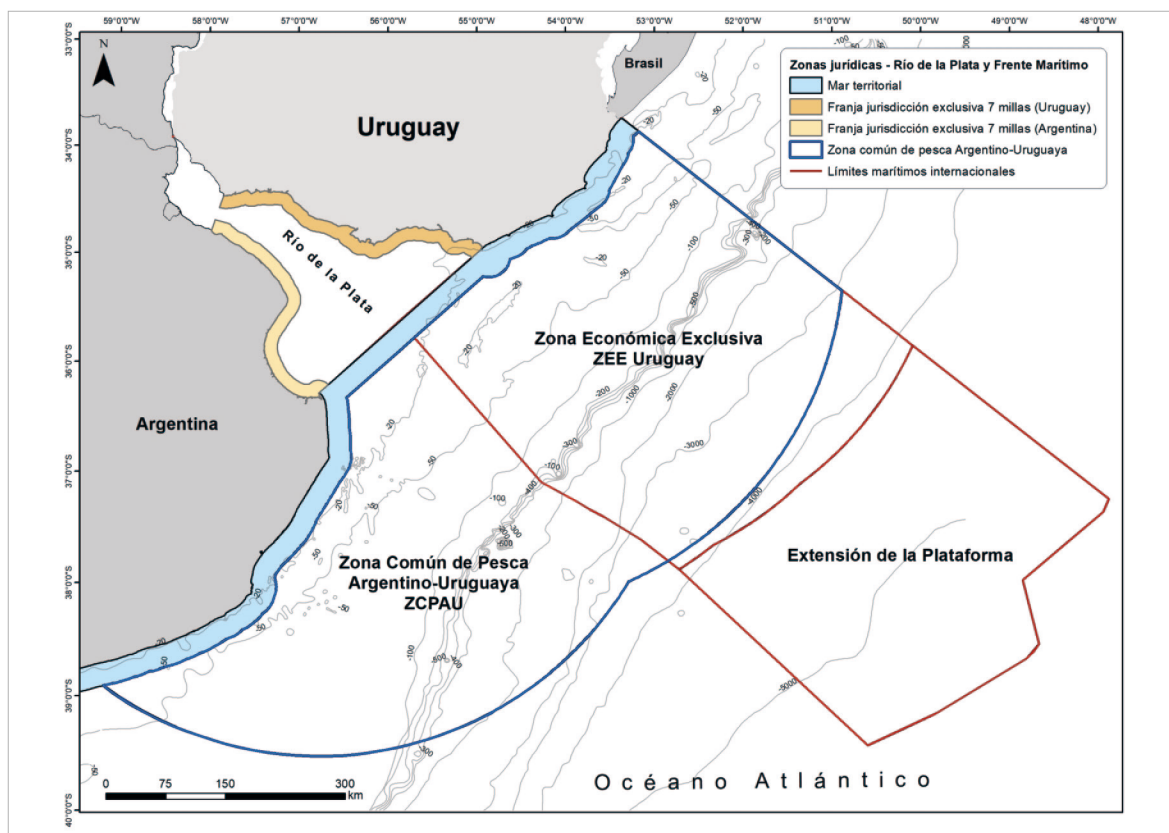 59°0'0"O 58°0'0"O 57°0'0"O 56°0'0"O 55°0'0"O 54°0'0"O 53°0'0"O 52°0'0"O 51°0'0"O 50°0'0"O 49°0'0"O 48°0'0"O
33°0'0"S
34°0'0"S
35°0'0"S
36°0'0"S
37°0'0"S
38°0'0"S
39°0'0"S
40°0'0"S
N
Brasil
Uruguay
Zonas jurídicas - Río de la Plata y Frente Marítimo
Mar territorial
Franja jurisdicción exclusiva 7 millas (Uruguay)
Franja jurisdicción exclusiva 7 millas (Argentina)
Zona común de pesca Argentino-Uruguaya
Límites marítimos internacionales
Río de la Plata
Zona Económica Exclusiva
ZEE Uruguay
Argentina
Zona Común de Pesca
Argentino-Uruguaya
ZCPAU
Extensión de la Plataforma
Océano Atlántico
0 75 150 300
km
-20
-50
-100
-200
-300
-500
-1000
-2000
-3000
-4000
-5000
-400